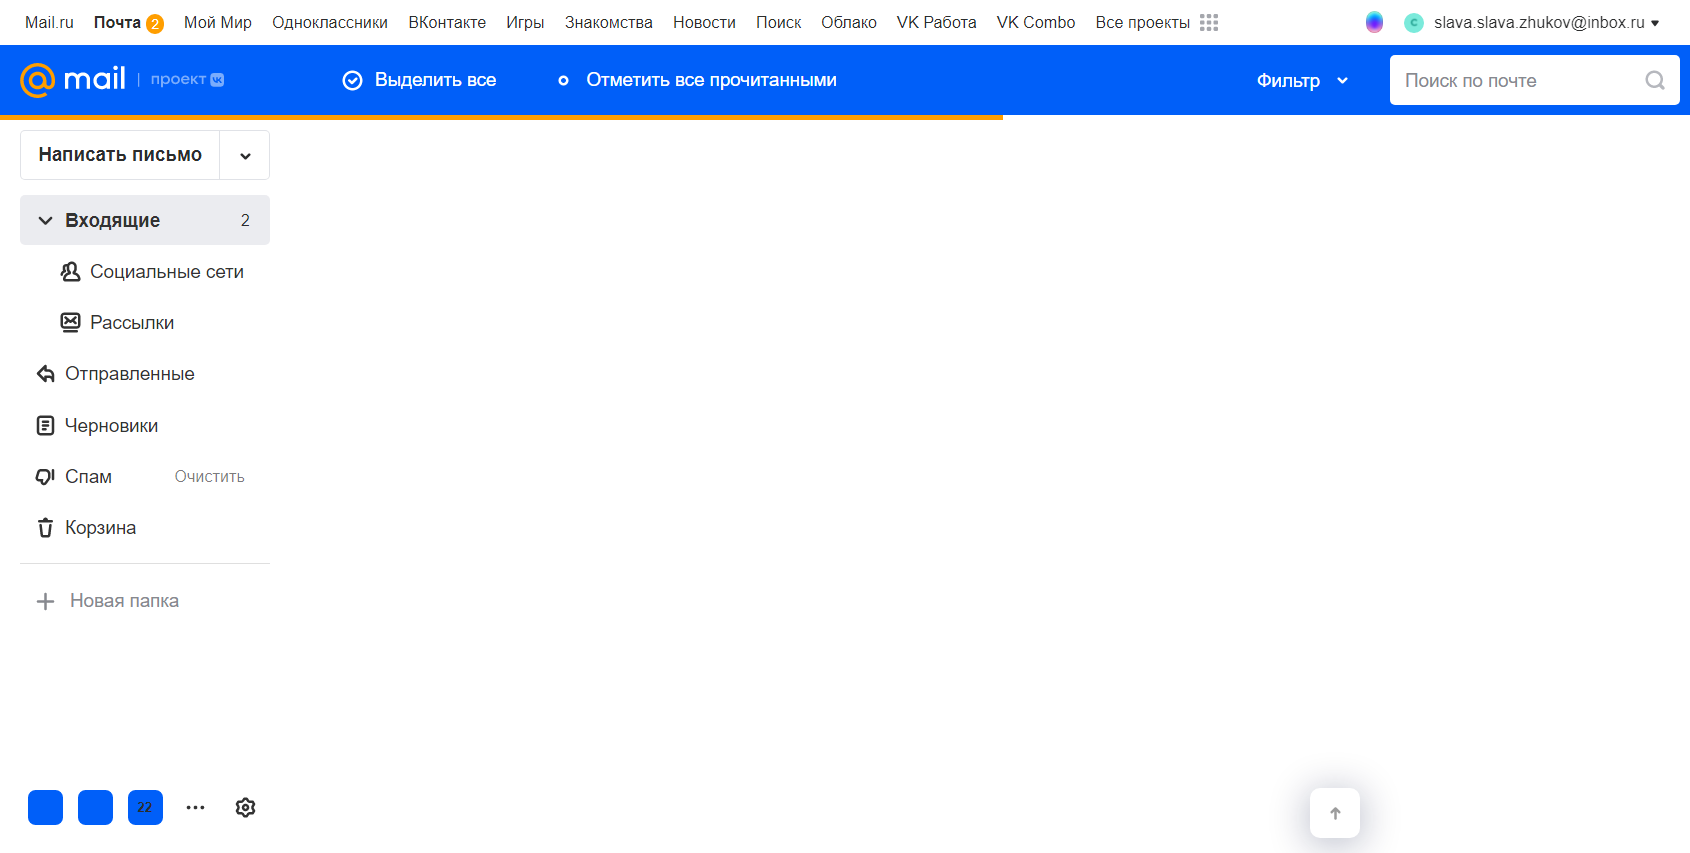 Mail.ru Почта 2 Мой Мир Одноклассники ВКонтакте Игры Знакомства Новости Поиск Облако VK Работа VK Combo Все проекты C slava.slava.zhukov@inbox.ru
@mail проект Выделить все Отметить все прочитанными Фильтр Поиск по почте
Написать письмо
Входящие 2
Социальные сети
Рассылки
Отправленные
Черновики
Спам Очистить
Корзина
Новая папка
22